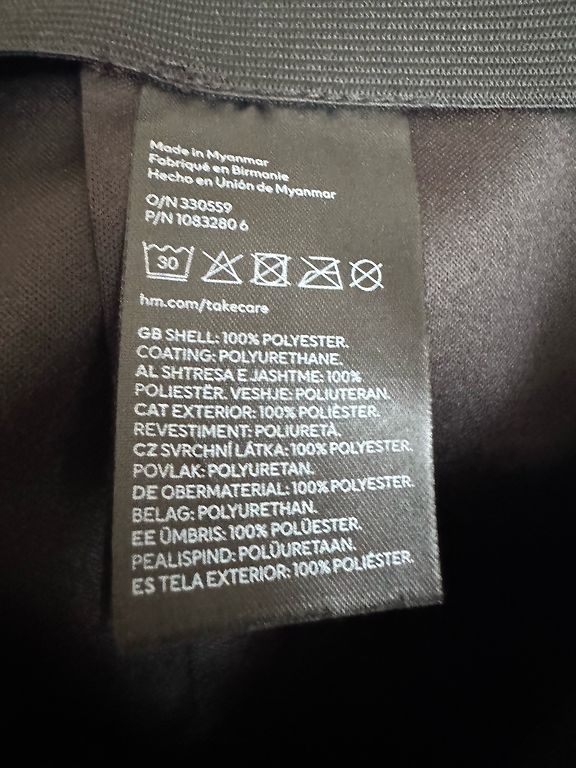 Made in Myanmar
Fabriqué en Birmanie
Hecho en Unión de Myanmar
O/N 330559
P/N 1083280 6
30
hm.com/takecare
GB SHELL: 100% POLYESTER.
COATING: POLYURETHANE.
AL SHTRESA E JASHTME: 100%
POLIESTËR. VESHJE: POLIUTERAN.
CAT EXTERIOR: 100% POLIÈSTER.
REVESTIMENT: POLIURETÀ.
CZ SVRCHNÍ LÁTKA: 100% POLYESTER.
POVLAK: POLYURETAN.
DE OBERMATERIAL: 100% POLYESTER.
BELAG: POLYURETHAN.
EE ÜMBRIS: 100% POLÜESTER.
PEALISPIND: POLÜURETAAN.
ES TELA EXTERIOR: 100% POLIÉSTER.